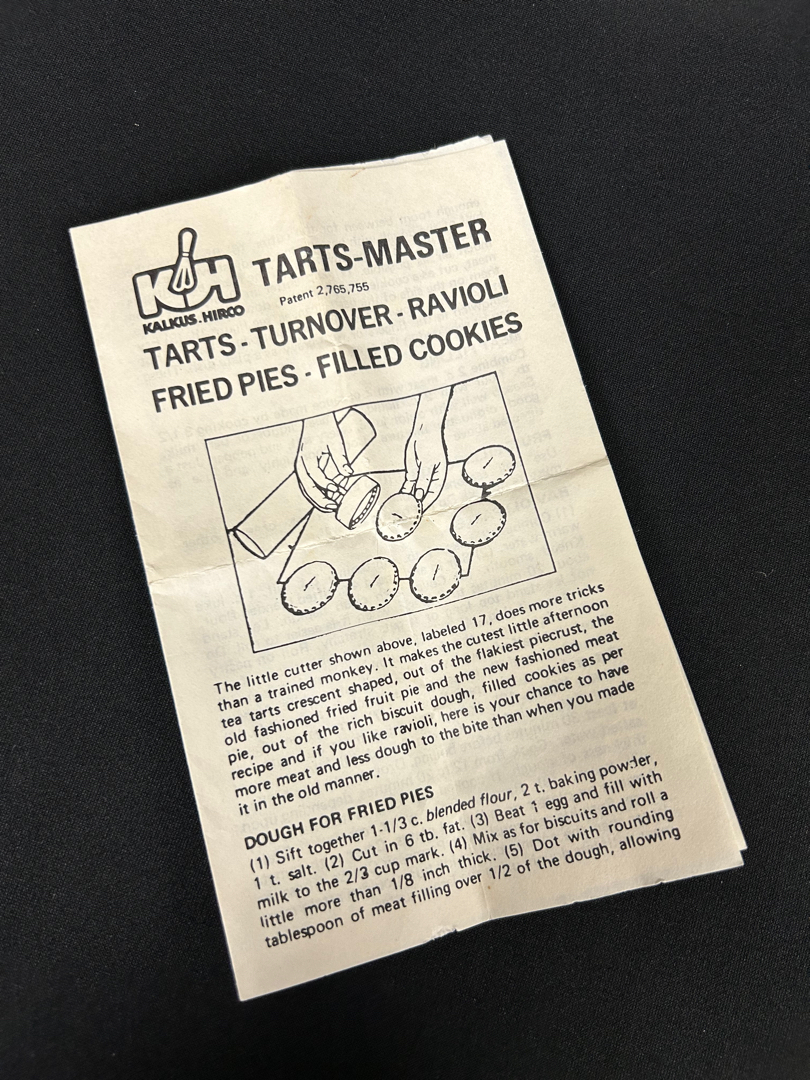 KH
KALKUS.HIRCO
TARTS-MASTER
Patent 2,765,755
TARTS - TURNOVER - RAVIOLI
FRIED PIES - FILLED COOKIES
The little cutter shown above, labeled 17, does more tricks
than a trained monkey. It makes the cutest little afternoon
tea tarts crescent shaped, out of the flakiest piecrust, the
old fashioned fried fruit pie and the new fashioned meat
pie, out of the rich biscuit dough, filled cookies as per
recipe and if you like ravioli, here is your chance to have
more meat and less dough to the bite than when you made
it in the old manner.
DOUGH FOR FRIED PIES
(1) Sift together 1-1/3 c. blended flour, 2 t. baking powder,
1 t. salt. (2) Cut in 6 tb. fat. (3) Beat 1 egg and fill with
milk to the 2/3 cup mark. (4) Mix as for biscuits and roll a
little more than 1/8 inch thick. (5) Dot with rounding
tablespoon of meat filling over 1/2 of the dough, allowing